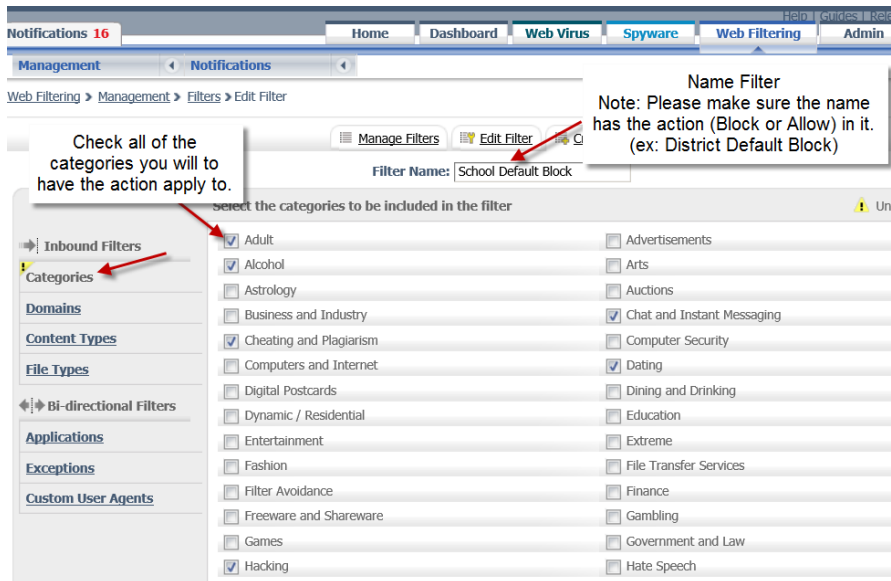 Help | Guides | Rele
Notifications 16
Home
Dashboard
Web Virus
Spyware
Web Filtering
Admin
Management
Notifications
Web Filtering > Management > Filters > Edit Filter
Name Filter
Note: Please make sure the name
has the action (Block or Allow) in it.
(ex: District Default Block)
Check all of the
categories you will to
have the action apply to.
Manage Filters
Edit Filter
Filter Name: School Default Block
Select the categories to be included in the filter
Inbound Filters
Categories
Domains
Content Types
File Types
Bi-directional Filters
Applications
Exceptions
Custom User Agents
Adult
Advertisements
Alcohol
Arts
Astrology
Auctions
Business and Industry
Chat and Instant Messaging
Cheating and Plagiarism
Computer Security
Computers and Internet
Dating
Digital Postcards
Dining and Drinking
Dynamic / Residential
Education
Entertainment
Extreme
Fashion
File Transfer Services
Filter Avoidance
Finance
Freeware and Shareware
Gambling
Games
Government and Law
Hacking
Hate Speech